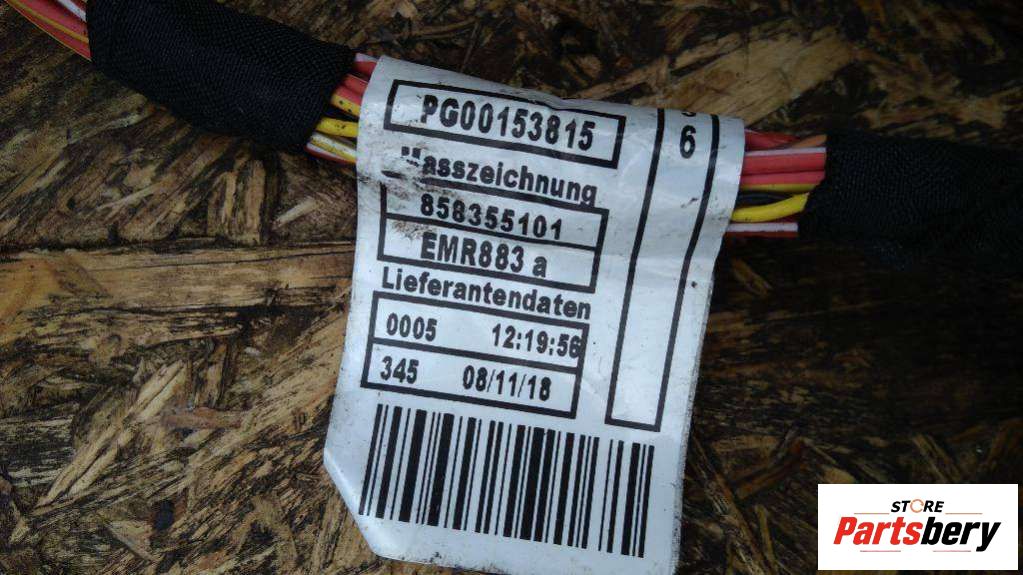 PG00153815
6
Masszeichnung
858355101
EMR883 a
Lieferantendaten
0005 12:19:56
345 08/11/18
STORE
Partsbery